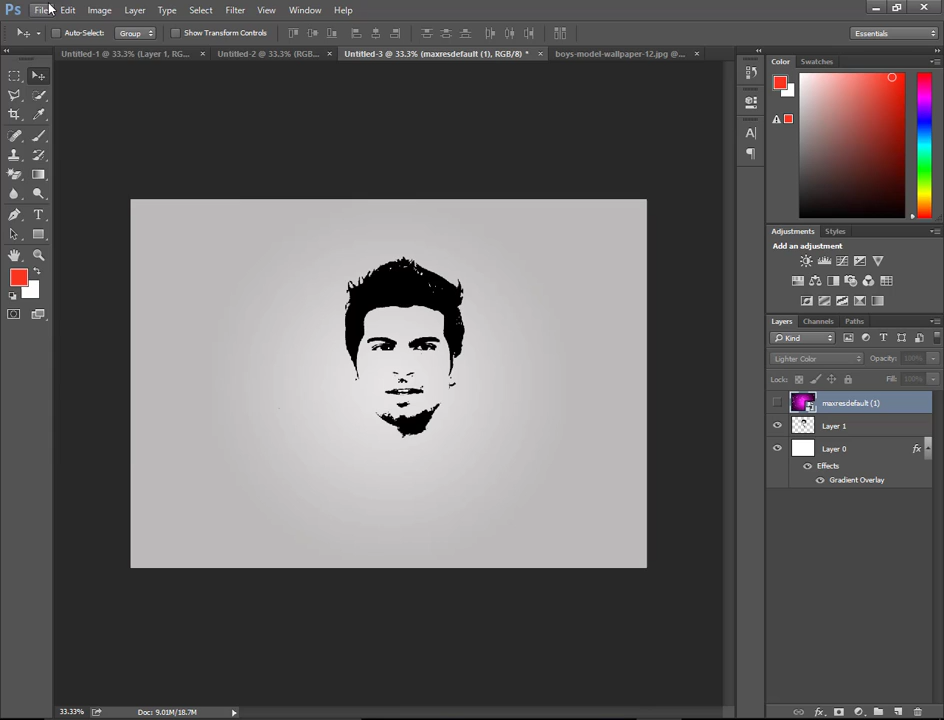 Ps File Edit Image Layer Type Select Filter View Window Help
Auto-Select: Group Show Transform Controls Essentials
Untitled-1 @ 33.3% (Layer 1, RG... × Untitled-2 @ 33.3% (RGB... × Untitled-3 @ 33.3% (maxresdefault (1), RGB/8) * × boys-model-wallpaper-12.jpg @... ×
Color Swatches
Adjustments Styles
Add an adjustment
Layers Channels Paths
Kind
Lighter Color Opacity: 100%
Lock: Fill: 100%
maxresdefault (1)
Layer 1
Layer 0 fx
Effects
Gradient Overlay
33.33% Doc: 9.01M/18.7M